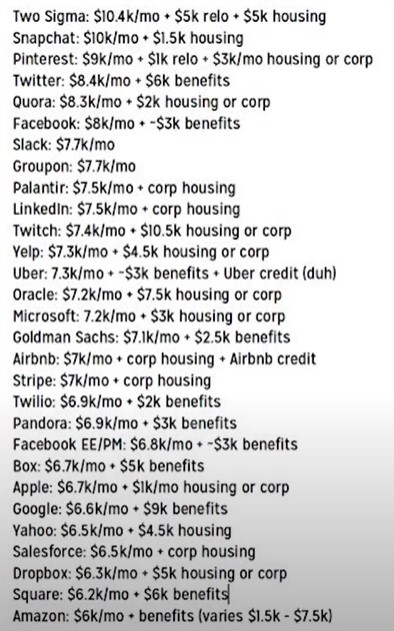 Two Sigma: $10.4k/mo + $5k relo + $5k housing
Snapchat: $10k/mo + $1.5k housing
Pinterest: $9k/mo + $1k relo + $3k/mo housing or corp
Twitter: $8.4k/mo + $6k benefits
Quora: $8.3k/mo + $2k housing or corp
Facebook: $8k/mo + ~$3k benefits
Slack: $7.7k/mo
Groupon: $7.7k/mo
Palantir: $7.5k/mo + corp housing
LinkedIn: $7.5k/mo + corp housing
Twitch: $7.4k/mo + $10.5k housing or corp
Yelp: $7.3k/mo + $4.5k housing or corp
Uber: 7.3k/mo + ~$3k benefits + Uber credit (duh)
Oracle: $7.2k/mo + $7.5k housing or corp
Microsoft: 7.2k/mo + $3k housing or corp
Goldman Sachs: $7.1k/mo + $2.5k benefits
Airbnb: $7k/mo + corp housing + Airbnb credit
Stripe: $7k/mo + corp housing
Twilio: $6.9k/mo + $2k benefits
Pandora: $6.9k/mo + $3k benefits
Facebook EE/PM: $6.8k/mo + ~$3k benefits
Box: $6.7k/mo + $5k benefits
Apple: $6.7k/mo + $1k/mo housing or corp
Google: $6.6k/mo + $9k benefits
Yahoo: $6.5k/mo + $4.5k housing
Salesforce: $6.5k/mo + corp housing
Dropbox: $6.3k/mo + $5k housing or corp
Square: $6.2k/mo + $6k benefits
Amazon: $6k/mo + benefits (varies $1.5k - $7.5k)